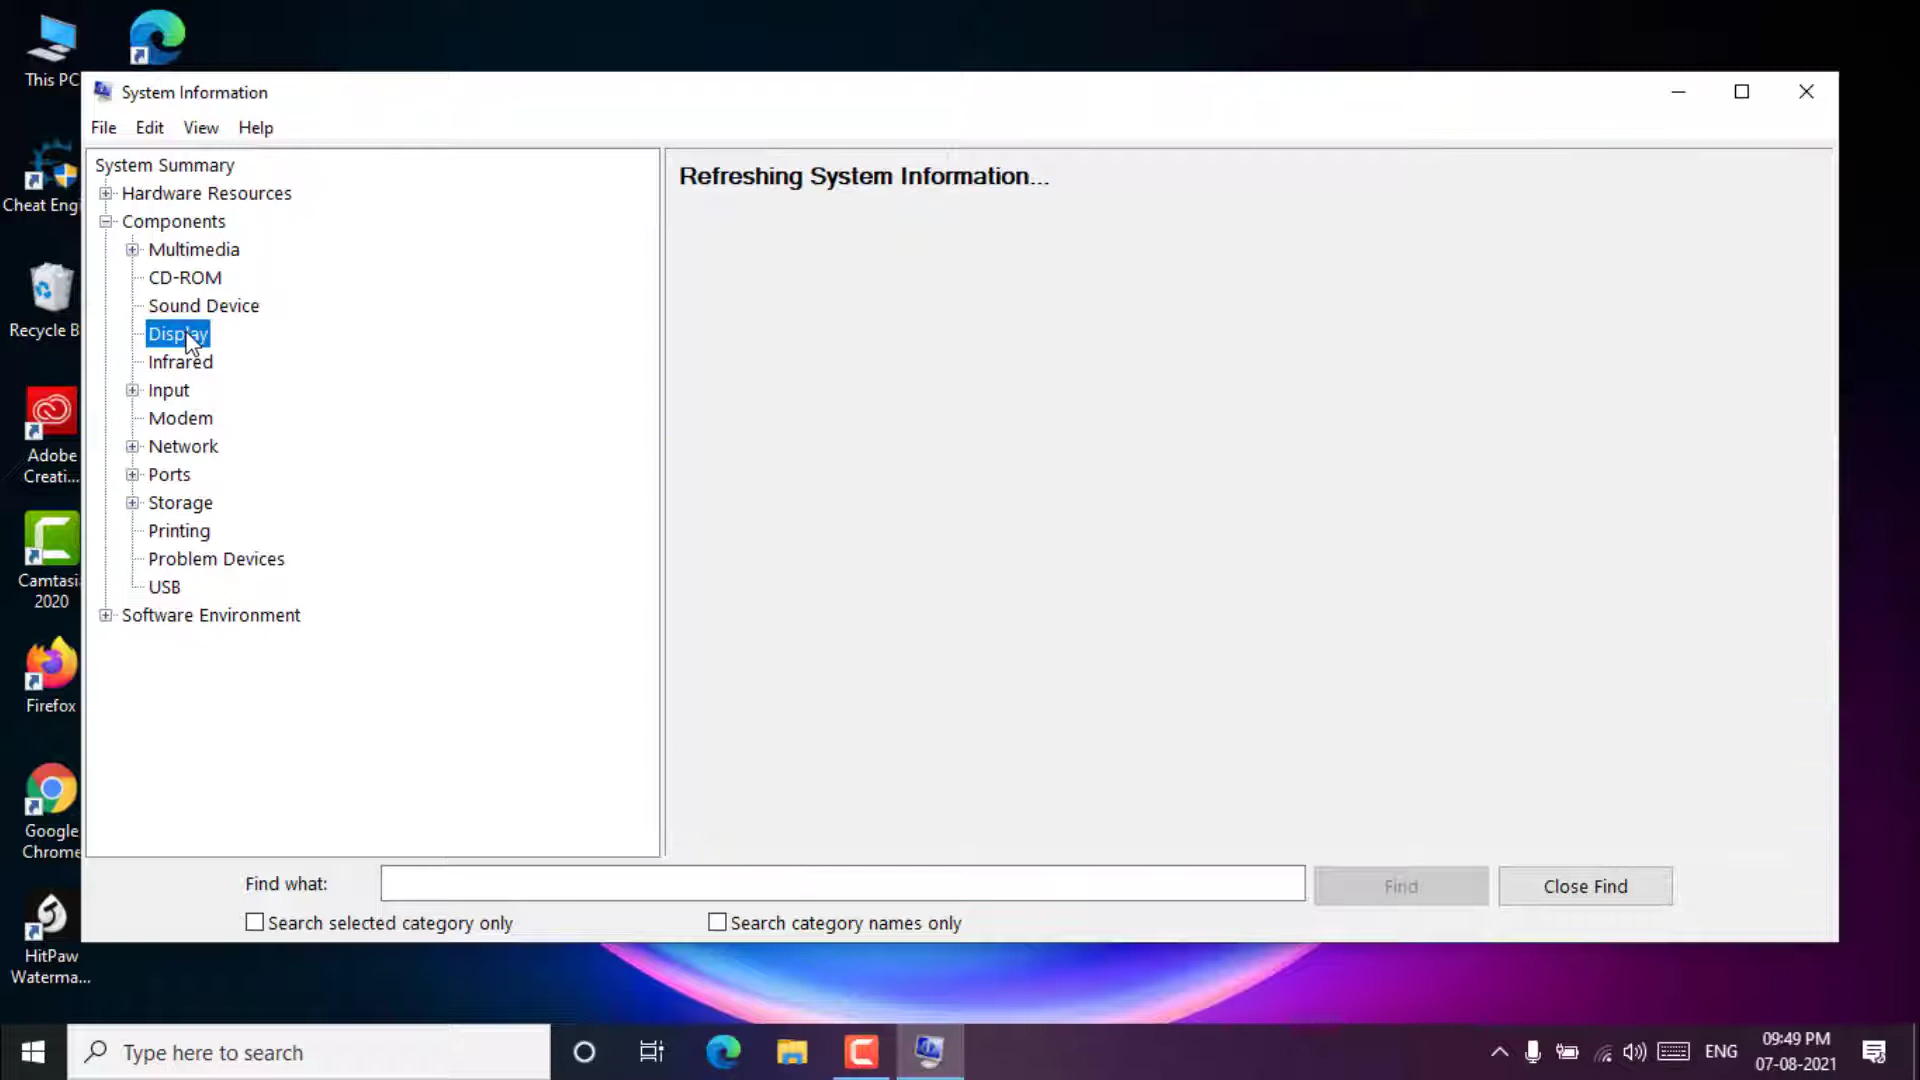 This PC
Cheat Engi
Recycle B
Adobe
Creati...
Camtasi
2020
Firefox
Google
Chrome
HitPaw
Waterma...
System Information
File Edit View Help
System Summary
Hardware Resources
Components
Multimedia
CD-ROM
Sound Device
Display
Infrared
Input
Modem
Network
Ports
Storage
Printing
Problem Devices
USB
Software Environment
Refreshing System Information...
Find what:
Find
Close Find
Search selected category only
Search category names only
Type here to search
ENG
09:49 PM
07-08-2021